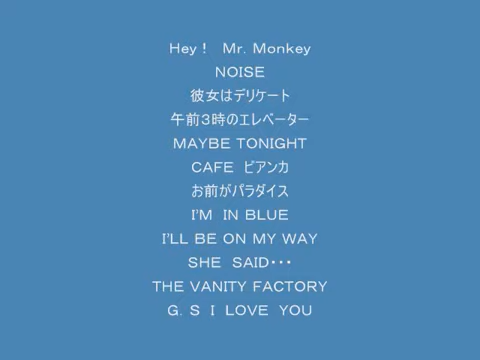 Hey！　Mr. Monkey
NOISE
彼女はデリケート
午前３時のエレベーター
MAYBE TONIGHT
CAFE　ビアンカ
お前がパラダイス
I'M　IN BLUE
I'LL BE ON MY WAY
SHE　SAID・・・
THE VANITY FACTORY
G. S　I　LOVE　YOU